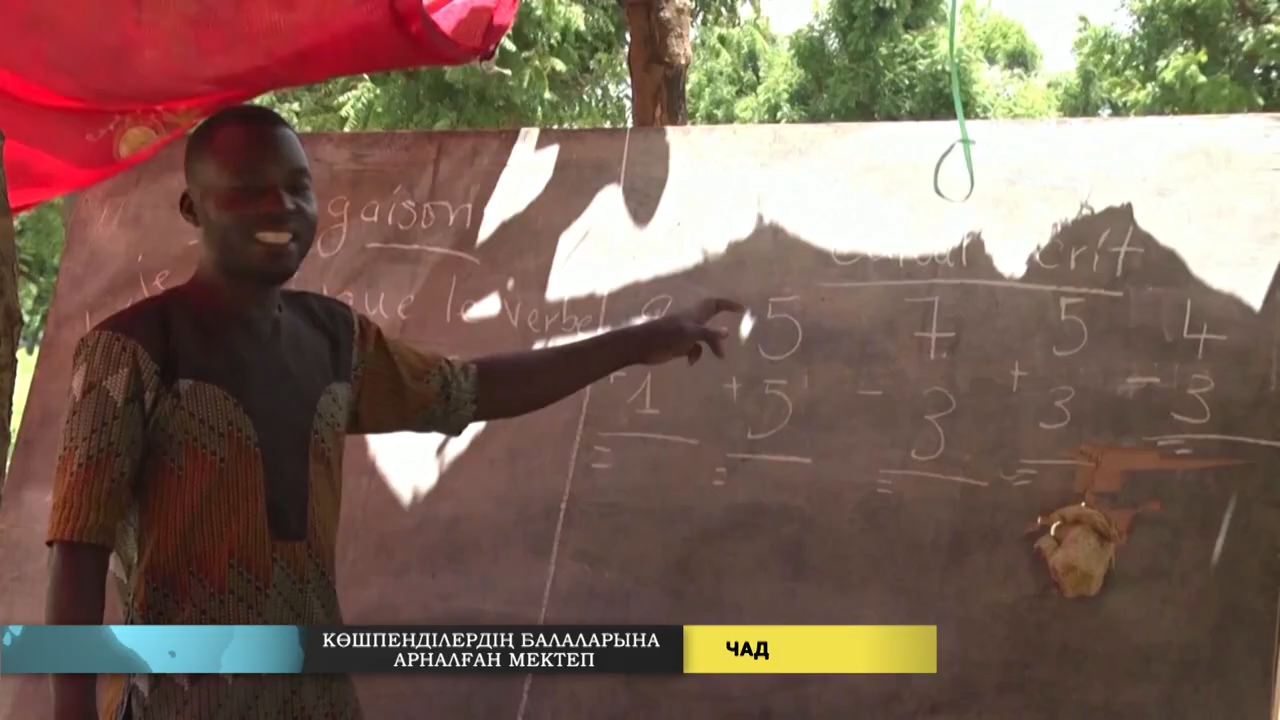 gaison
je que le verbe
Calcul écrit
5 7 5 4
+ 1 + 5 - 3 + 3 - 3
= = = = =
КӨШПЕНДІЛЕРДІҢ БАЛАЛАРЫНА
АРНАЛҒАН МЕКТЕП
ЧАД